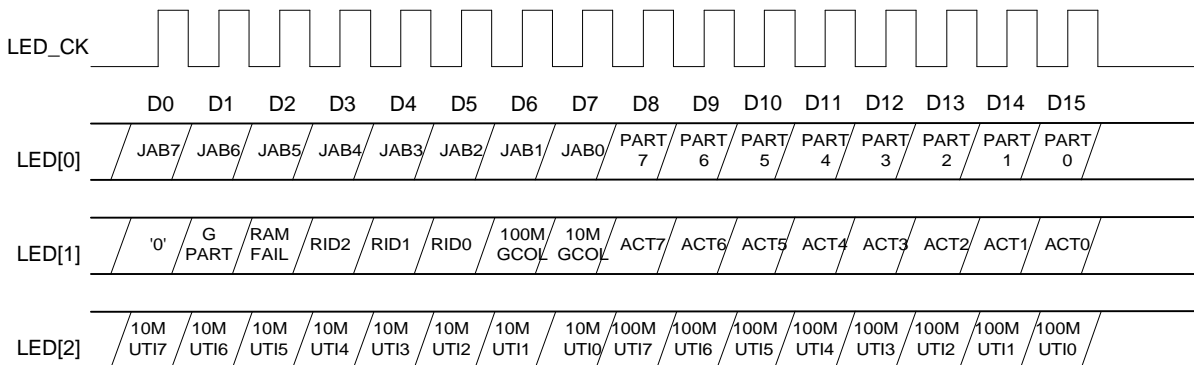 LED_CK
D0 D1 D2 D3 D4 D5 D6 D7 D8 D9 D10 D11 D12 D13 D14 D15
LED[0] JAB7 JAB6 JAB5 JAB4 JAB3 JAB2 JAB1 JAB0 PART PART PART PART PART PART PART PART
7 6 5 4 3 2 1 0
LED[1] '0' G PART RAM FAIL RID2 RID1 RID0 100M GCOL 10M GCOL ACT7 ACT6 ACT5 ACT4 ACT3 ACT2 ACT1 ACT0
LED[2] 10M 10M 10M 10M 10M 10M 10M 10M 100M 100M 100M 100M 100M 100M 100M 100M
UTI7 UTI6 UTI5 UTI4 UTI3 UTI2 UTI1 UTI0 UTI7 UTI6 UTI5 UTI4 UTI3 UTI2 UTI1 UTI0